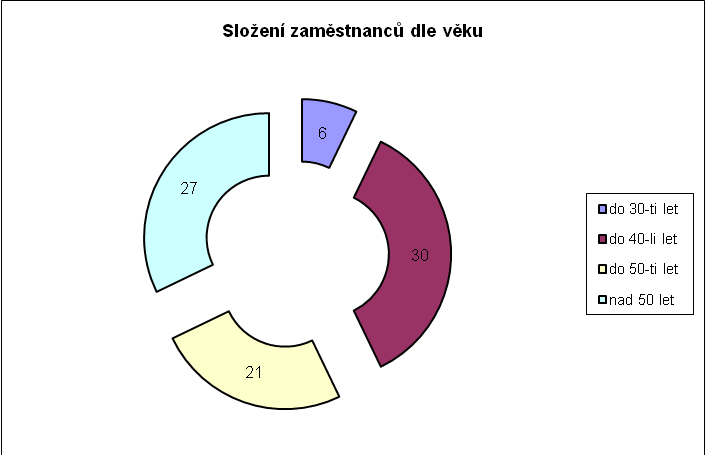 Složení zaměstnanců dle věku
6
27
30
21
do 30-ti let
do 40-li let
do 50-ti let
nad 50 let